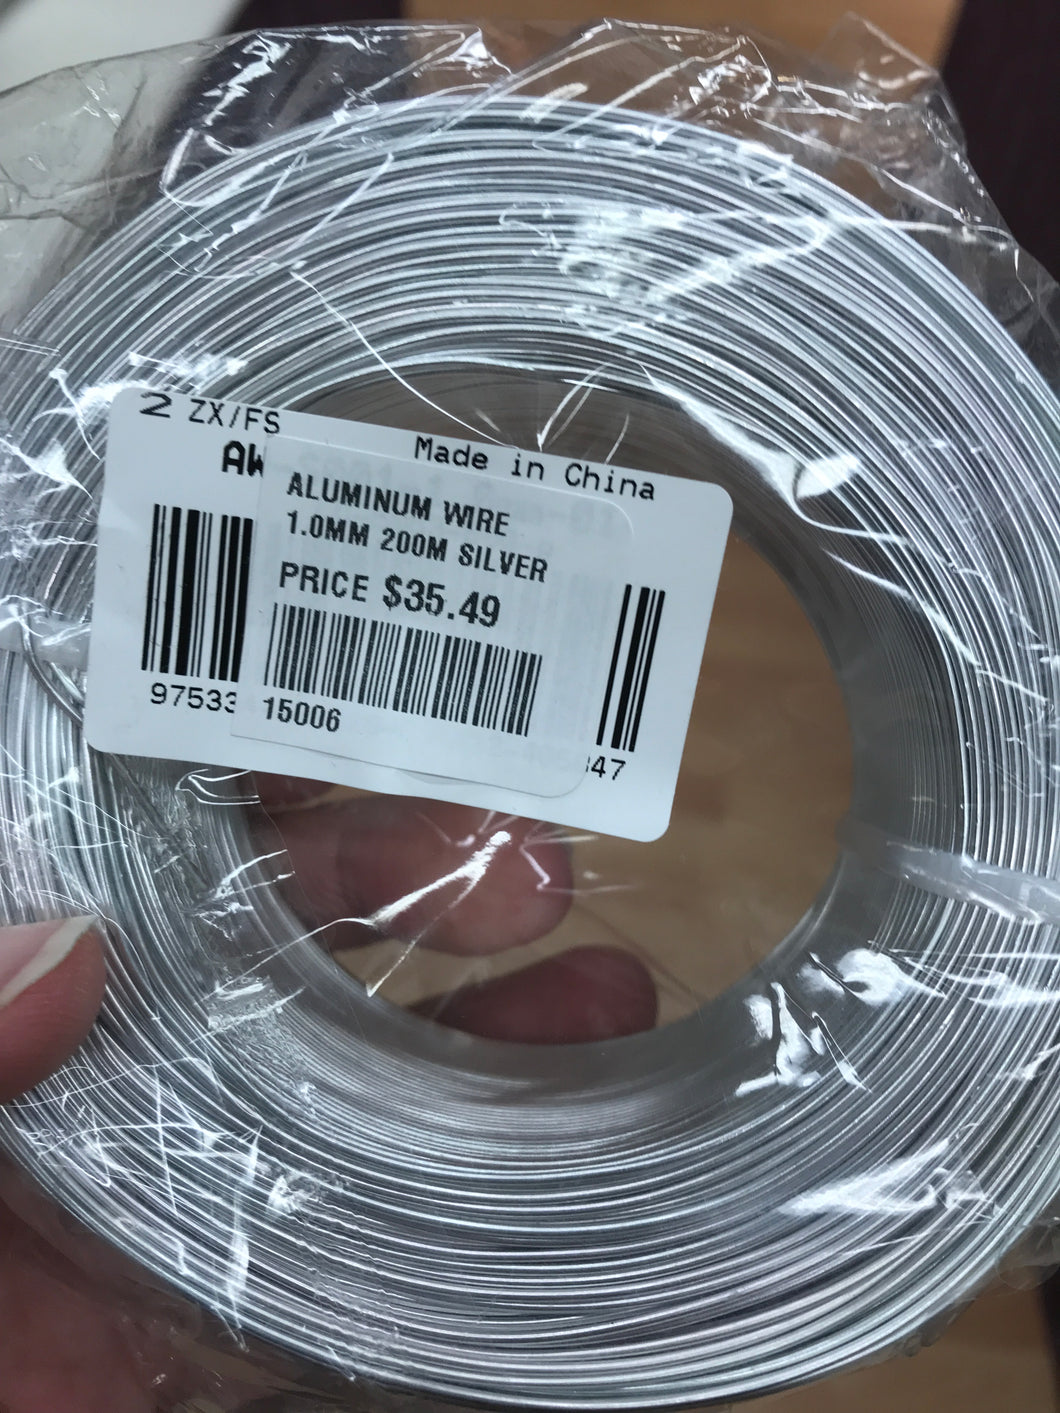 2 ZX/FS
Made in China
ALUMINUM WIRE
1.0MM 200M SILVER
PRICE $35.49
97533
15006
47